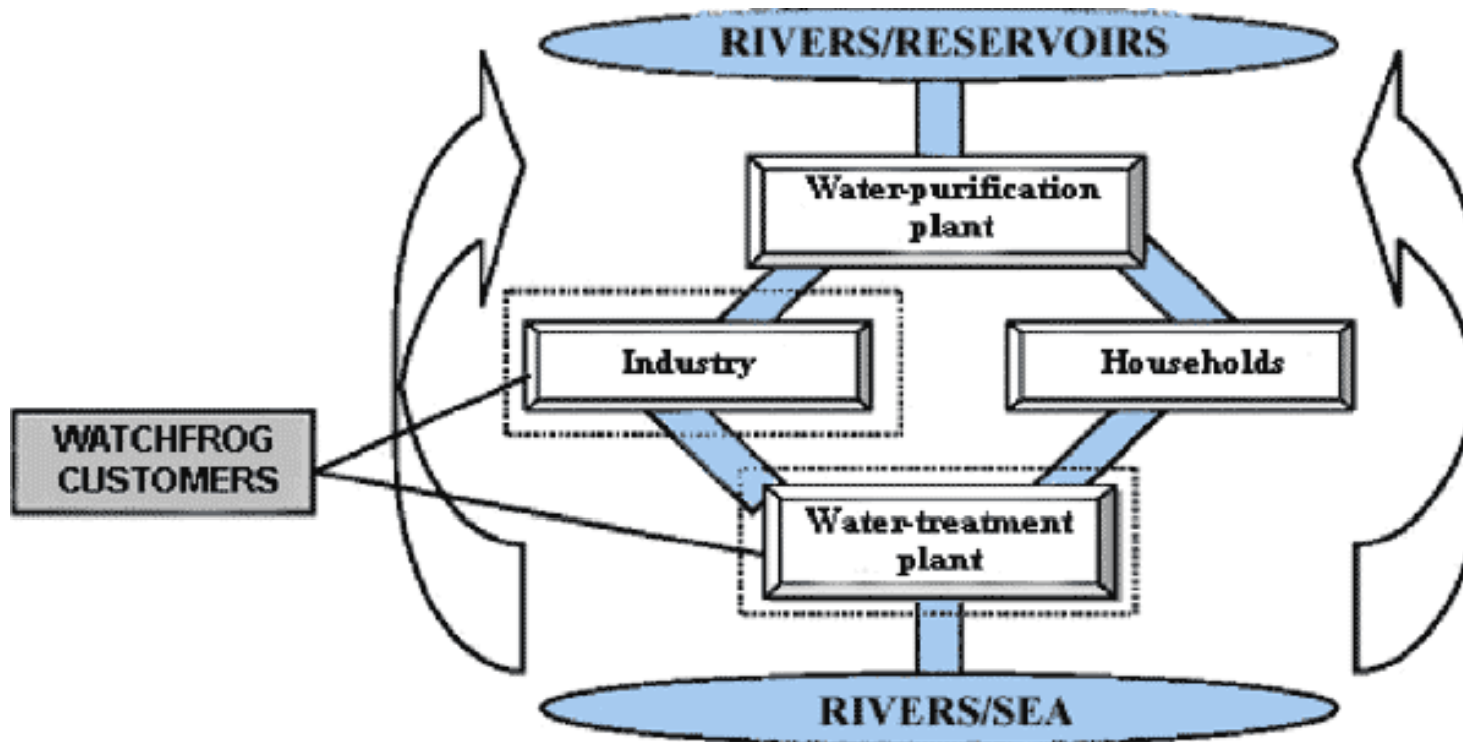 RIVERS/RESERVOIRS
Water-purification
plant
Industry
Households
WATCHFROG
CUSTOMERS
Water-treatment
plant
RIVERS/SEA